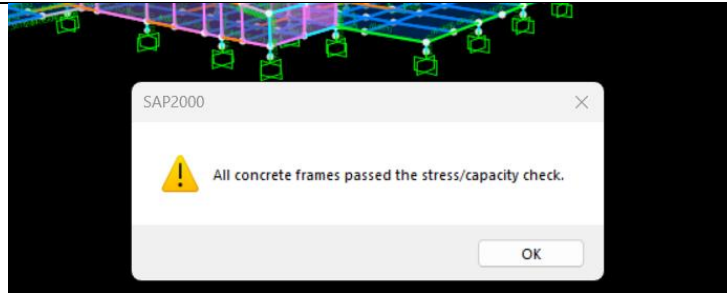 SAP2000
All concrete frames passed the stress/capacity check.
OK